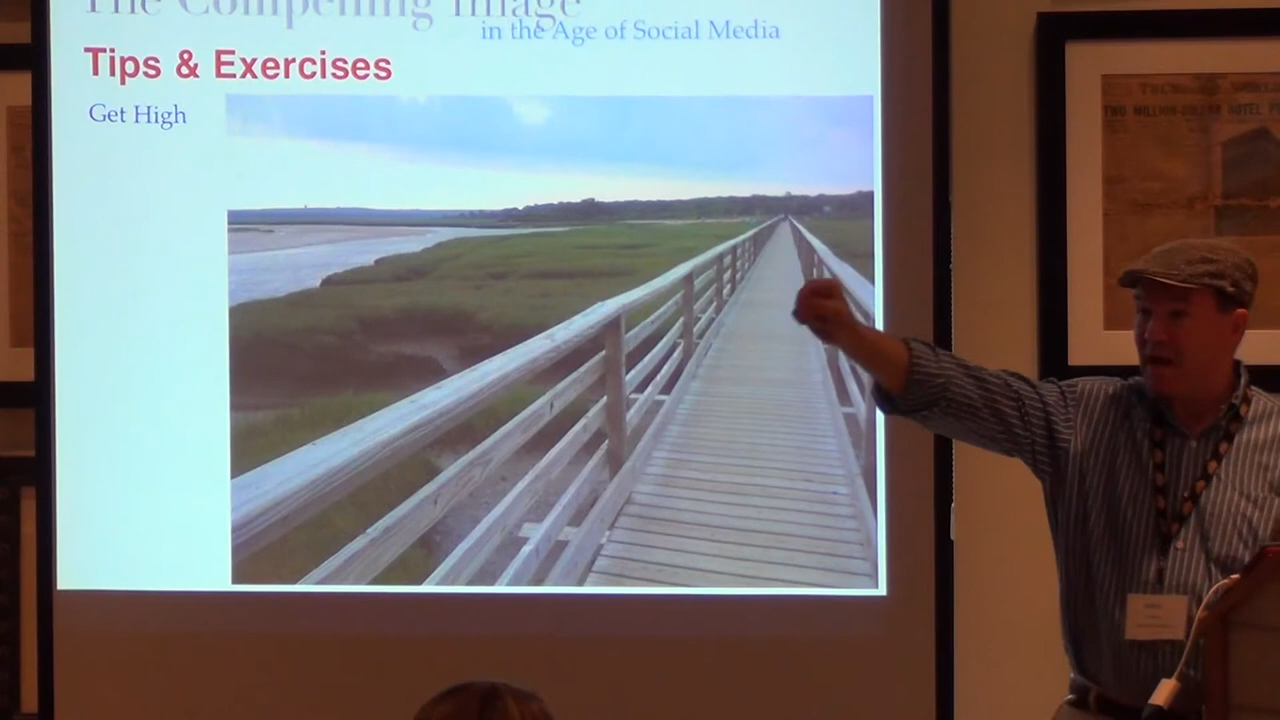 The Compelling Image
in the Age of Social Media
Tips & Exercises
Get High
TWO MILLION-DOLLAR HOTEL